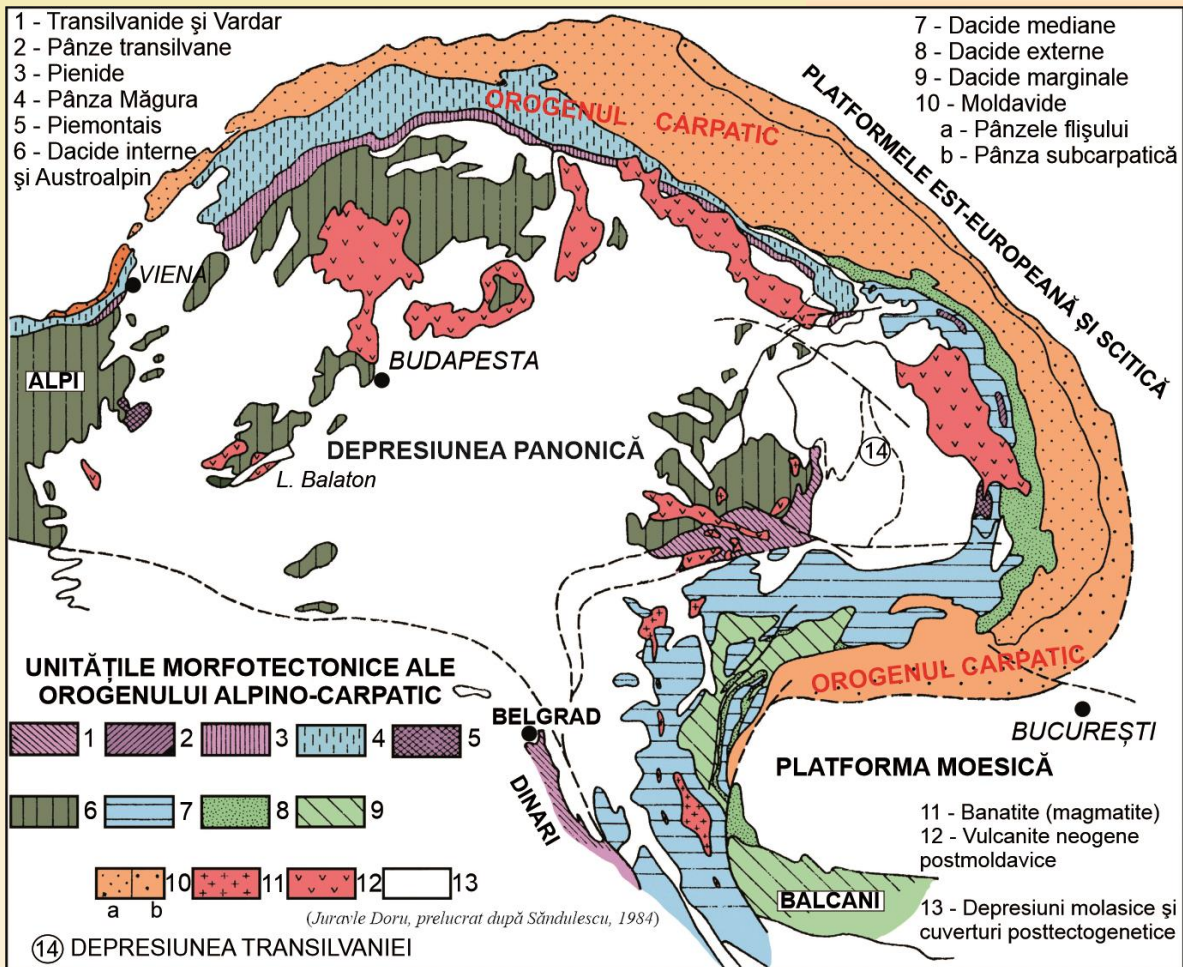 1 - Transilvanide şi Vardar
2 - Pânze transilvane
3 - Pienide
4 - Pânza Măgura
5 - Piemontais
6 - Dacide interne
şi Austroalpin
7 - Dacide mediane
8 - Dacide externe
9 - Dacide marginale
10 - Moldavide
a - Pânzele flişului
b - Pânza subcarpatică
OROGENUL CARPATIC
PLATFORMELE EST-EUROPEANĂ ŞI SCITICĂ
VIENA
ALPI
BUDAPESTA
DEPRESIUNEA PANONICĂ
L. Balaton
14
UNITĂȚILE MORFOTECTONICE ALE
OROGENULUI ALPINO-CARPATIC
OROGENUL CARPATIC
BELGRAD
BUCUREȘTI
DINARI
PLATFORMA MOESICĂ
BALCANI
1 2 3 4 5
6 7 8 9
10 11 12 13
a b
(Juravle Doru, prelucrat după Săndulescu, 1984)
14 DEPRESIUNEA TRANSILVANIEI
11 - Banatite (magmatite)
12 - Vulcanite neogene
postmoldavice
13 - Depresiuni molasice şi
cuverturi posttectogenetice